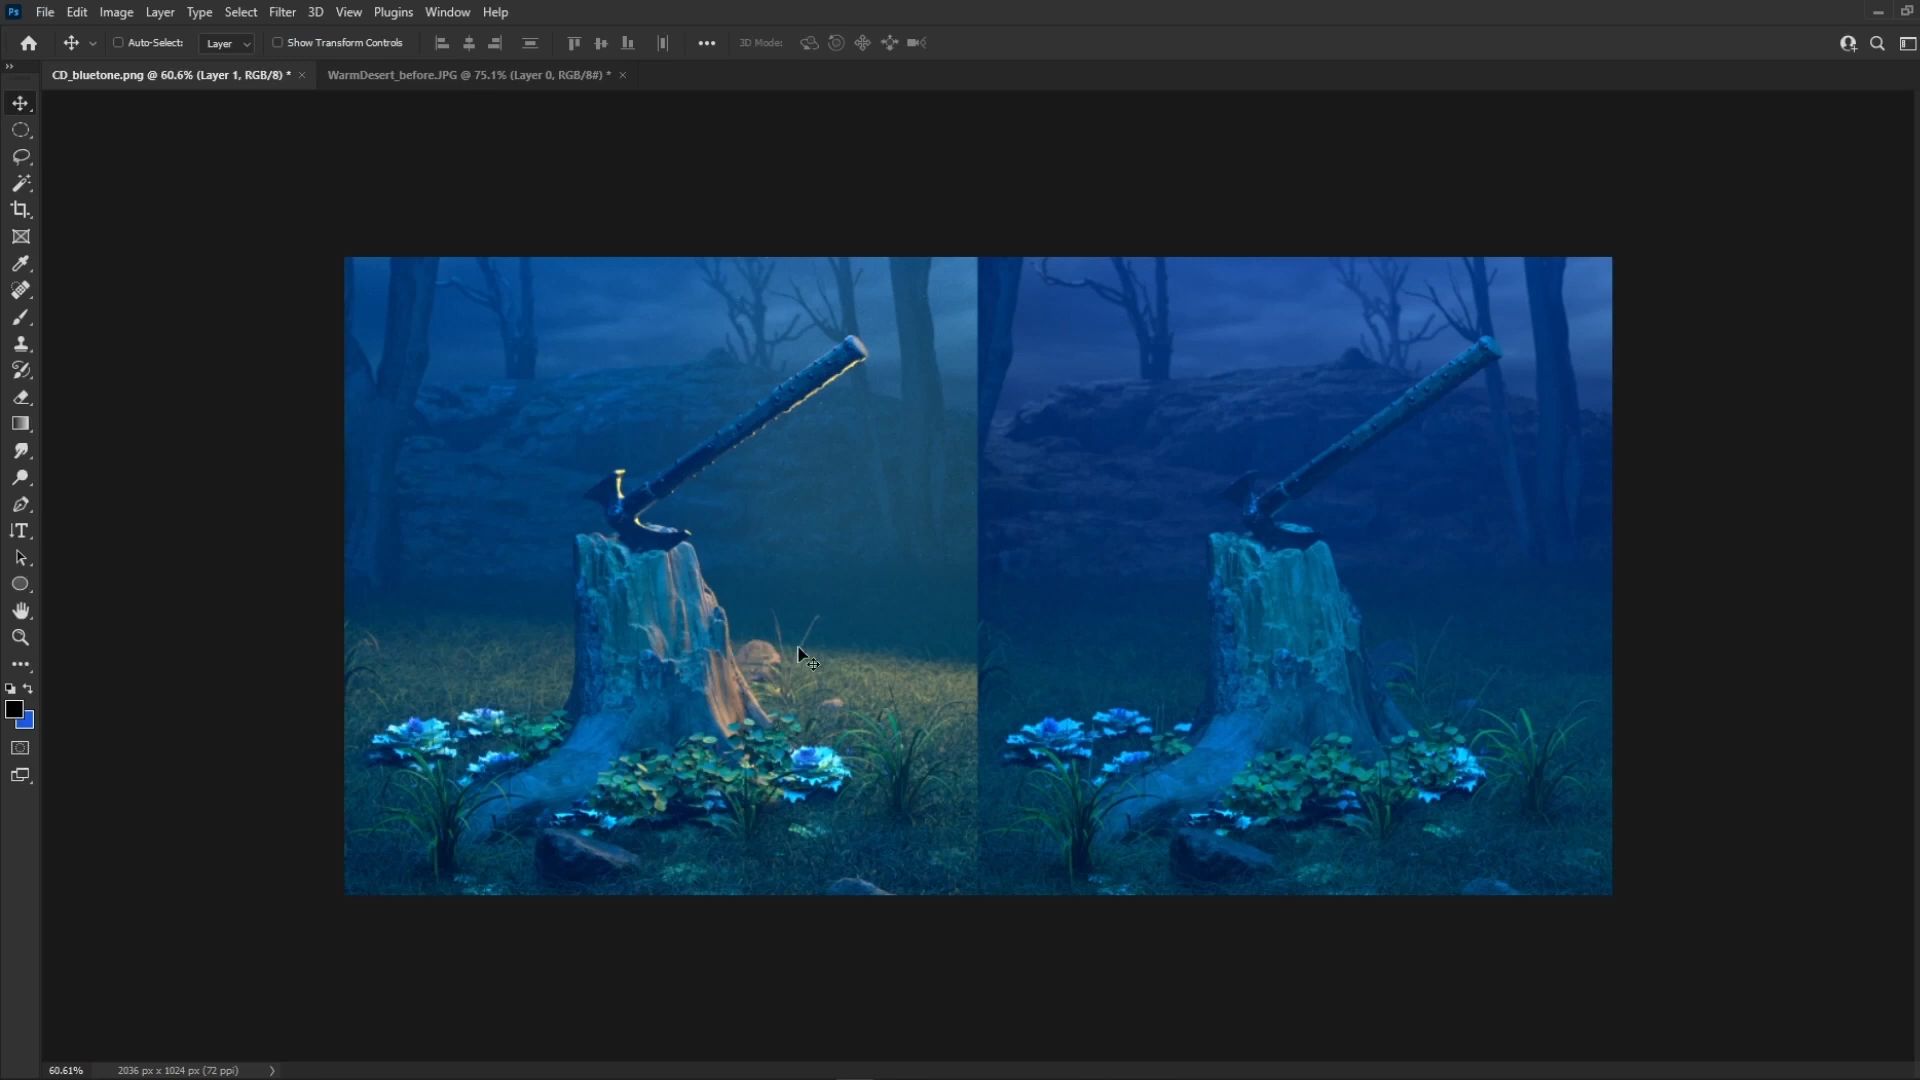 Ps File Edit Image Layer Type Select Filter 3D View Plugins Window Help
Auto-Select: Layer Show Transform Controls 3D Mode:
CD_bluetone.png @ 60.6% (Layer 1, RGB/8) * × WarmDesert_before.JPG @ 75.1% (Layer 0, RGB/8#) * ×
60.61% 2036 px x 1024 px (72 ppi)